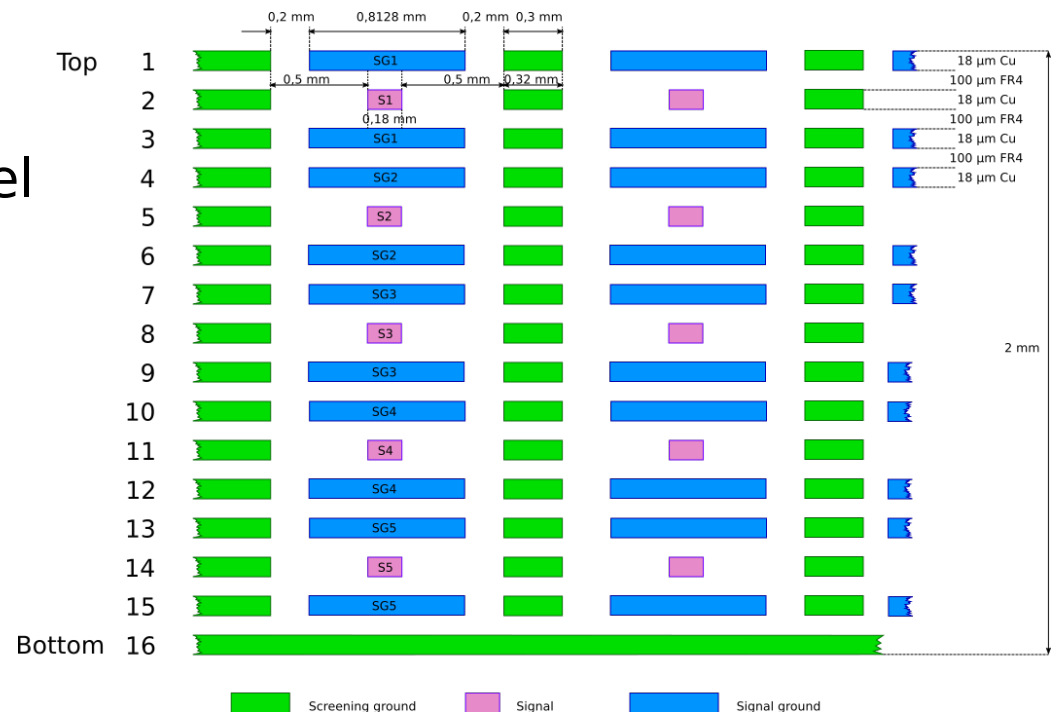 0,2 mm 0,8128 mm 0,2 mm 0,3 mm
Top 1 SG1 18 µm Cu
0,5 mm 0,5 mm 0,32 mm 100 µm FR4
2 S1 18 µm Cu
0,18 mm 100 µm FR4
3 SG1 18 µm Cu
100 µm FR4
el
4 SG2 18 µm Cu
5 S2
6 SG2
7 SG3
8 S3
2 mm
9 SG3
10 SG4
11 S4
12 SG4
13 SG5
14 S5
15 SG5
Bottom 16
Screening ground Signal Signal ground